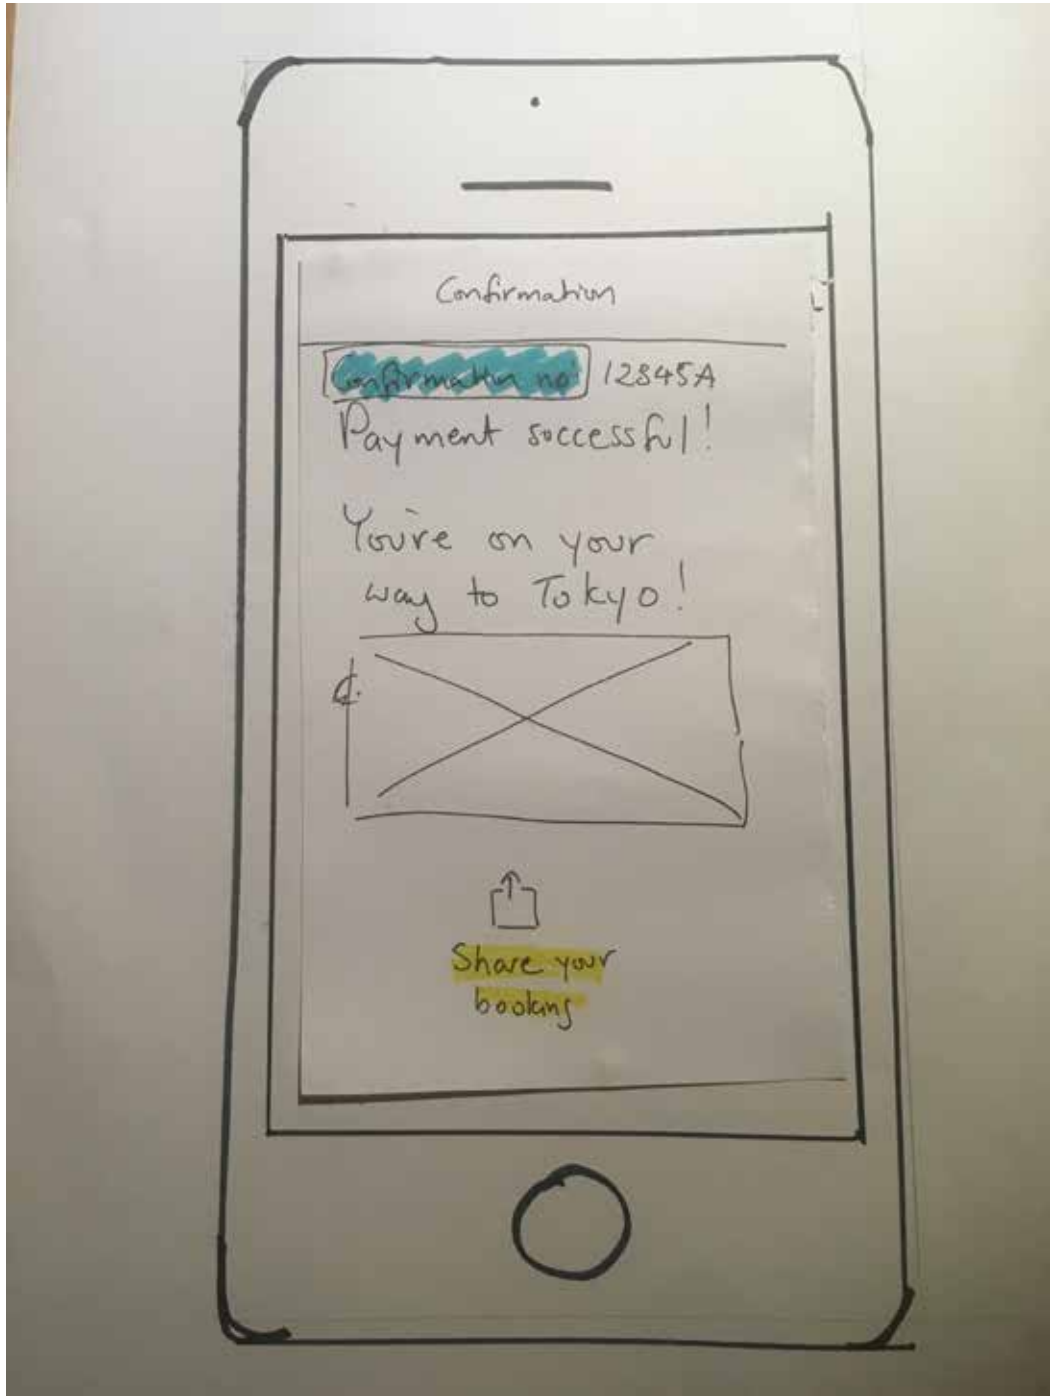 Confirmation
Confirmation no: 12345A
Payment successful!
You're on your
way to Tokyo!
Share your
booking